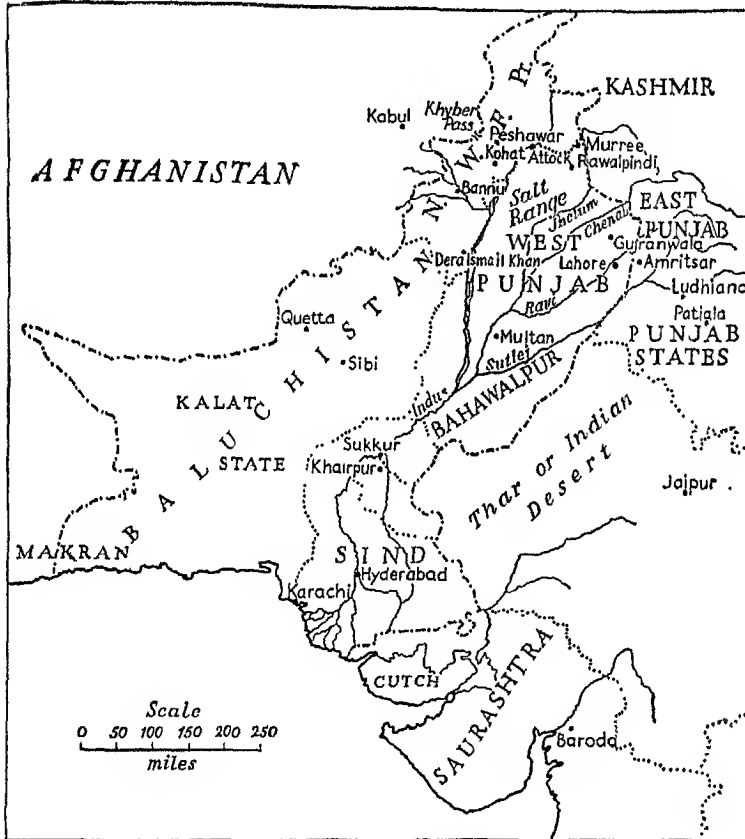 KASHMIR
N. W. F. P.
Khyber
Pass
Kabul
Peshawar
Murree
Kohat
Attock
Rawalpindi
AFGHANISTAN
Bannu
Salt
Range
Jhelum
Chenab
EAST
PUNJAB
WEST
PUNJAB
Gujranwala
Dera Ismail Khan
Lahore
Amritsar
Ravi
Ludhiana
Patiala
PUNJAB
STATES
Quetta
Multan
Sutlej
Sibi
BALUCHISTAN
KALAT
STATE
Indus
BAHAWALPUR
Sukkur
Khairpur
Thar or Indian
Desert
Jaipur
MAKRAN
SIND
Hyderabad
Karachi
CUTCH
SAURASHTRA
Baroda
Scale
0 50 100 150 200 250
miles